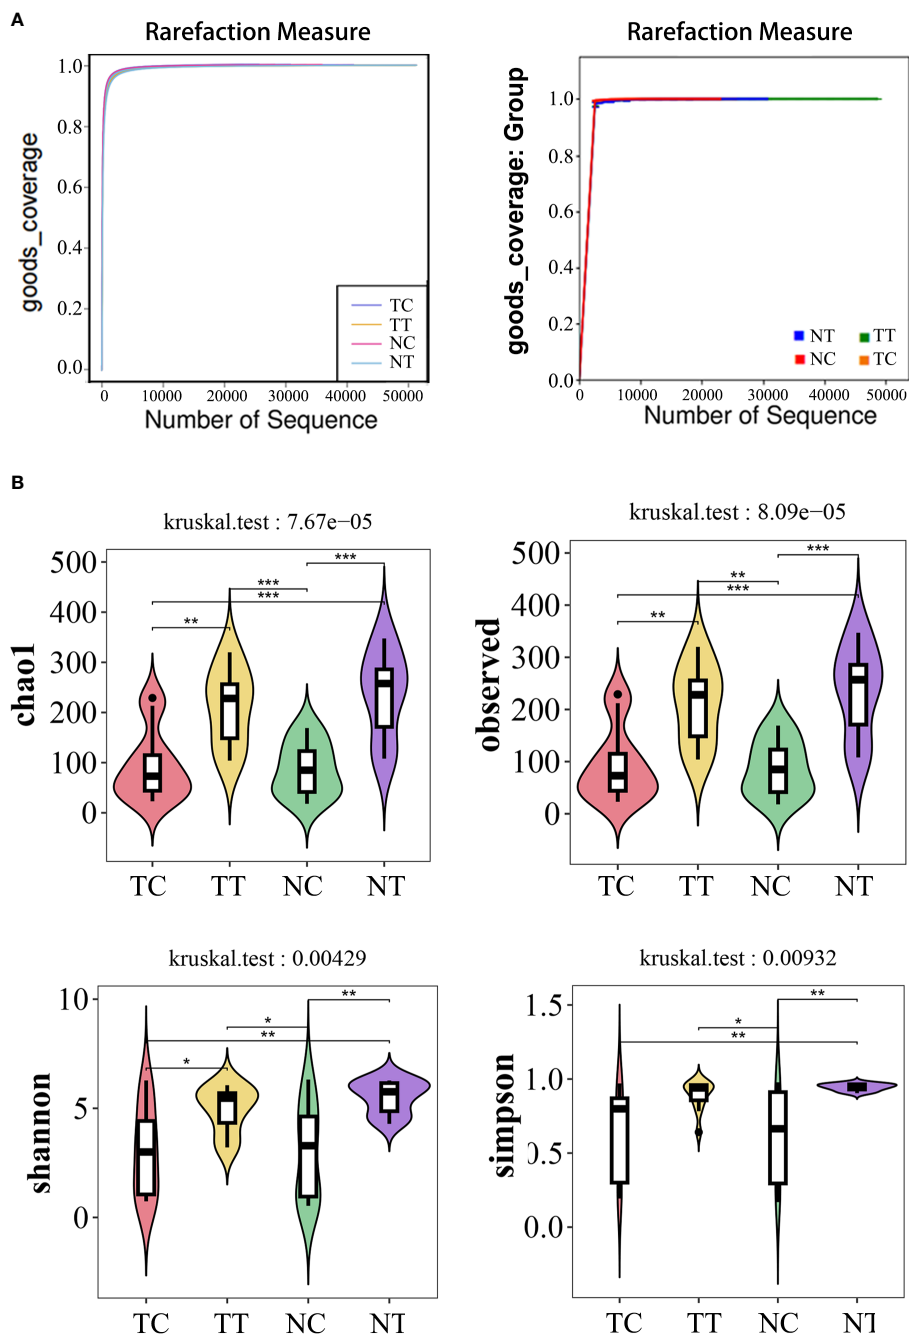 A
Rarefaction Measure
goods_coverage
1.0
0.8
0.6
0.4
0.2
0.0
TC
TT
NC
NT
0 10000 20000 30000 40000 50000
Number of Sequence
Rarefaction Measure
goods_coverage: Group
1.0
0.8
0.6
0.4
0.2
0.0
NT TT
NC TC
0 10000 20000 30000 40000 50000
Number of Sequence
B
kruskal.test : 7.67e−05
chao1
500
400
300
200
100
0
***
***
***
**
TC TT NC NT
kruskal.test : 8.09e−05
observed
500
400
300
200
100
0
***
**
***
**
TC TT NC NT
kruskal.test : 0.00429
shannon
10
5
0
**
*
**
*
TC TT NC NT
kruskal.test : 0.00932
simpson
1.5
1.0
0.5
0.0
**
*
**
TC TT NC NT